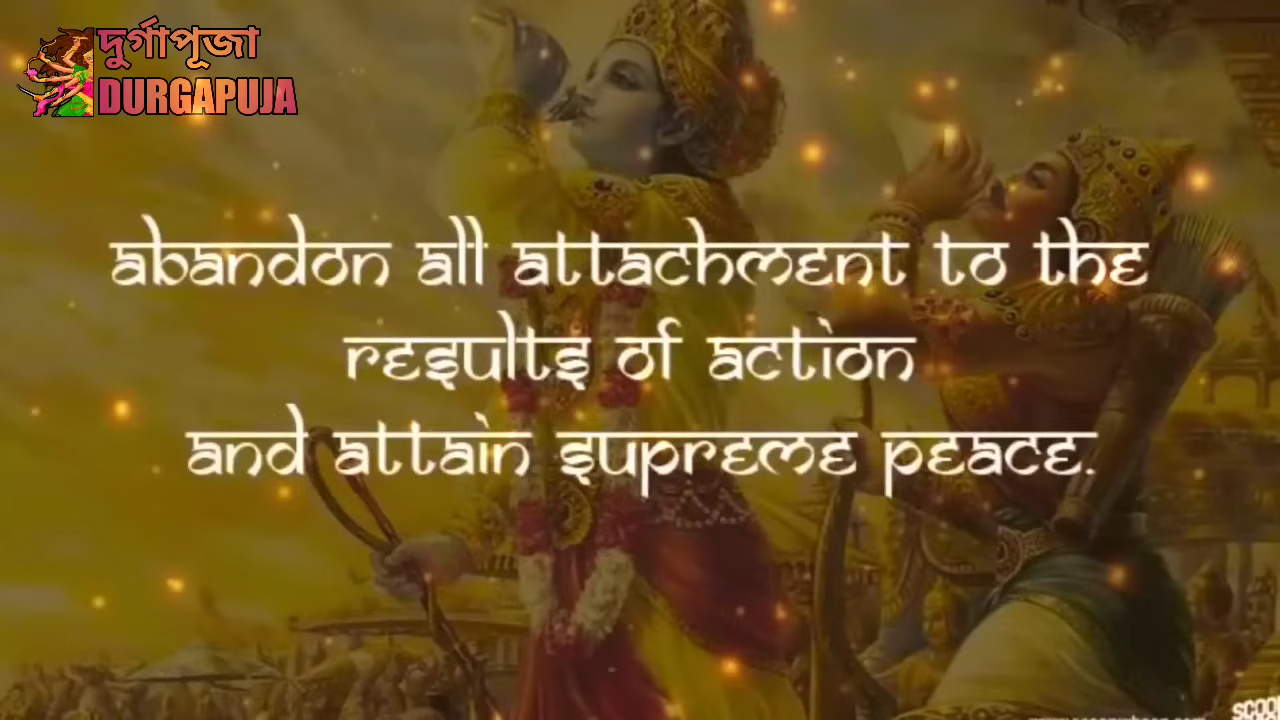 দুর্গাপূজা
DURGAPUJA
abandon all attachment to the
results of action
and attain supreme peace.